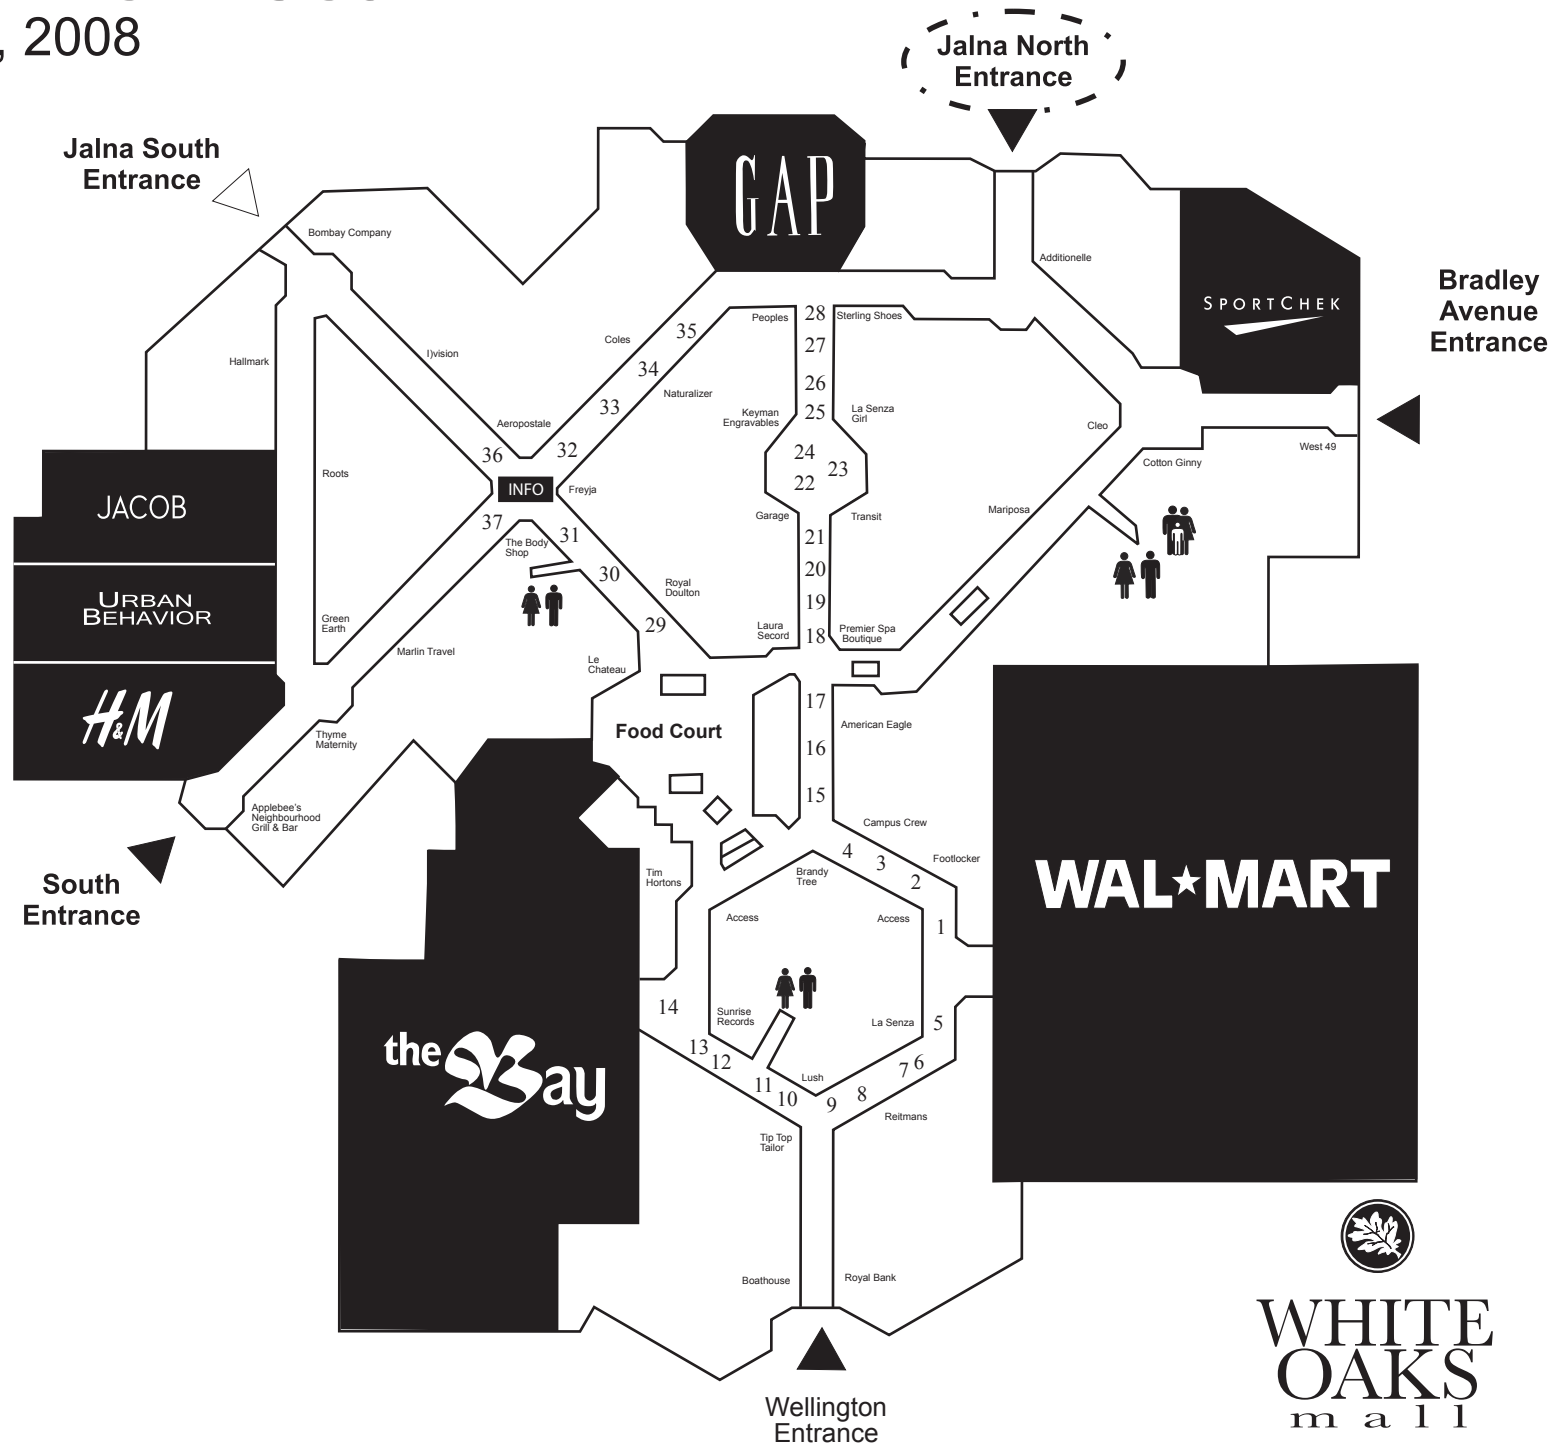 , 2008
Jalna North
Entrance
Jalna South
Entrance
GAP
Bombay Company
Additionelle
SPORTCHEK
Bradley
Avenue
Entrance
Peoples
28
Sterling Shoes
35
27
Coles
I)vision
Hallmark
34
26
Naturalizer
33
Keyman
Engravables
25
La Senza
Girl
Aeropostale
Cleo
36
32
24
23
22
West 49
Cotton Ginny
Roots
INFO
Freyja
JACOB
37
The Body
Shop
31
Garage
Transit
Mariposa
21
30
20
URBAN
BEHAVIOR
Royal
Doulton
19
Green
Earth
29
Laura
Secord
18
Premier Spa
Boutique
Marlin Travel
Le
Chateau
H&M
17
Food Court
American Eagle
Thyme
Maternity
16
15
Applebee's
Neighbourhood
Grill & Bar
Campus Crew
South
Entrance
4
3
Footlocker
2
Tim
Hortons
Brandy
Tree
WAL★MART
Access
Access
1
14
Sunrise
Records
La Senza
5
the Bay
13
12
7
6
11
Lush
10
9
8
Reitmans
Tip Top
Tailor
Boathouse
Royal Bank
WHITE
OAKS
mall
Wellington
Entrance